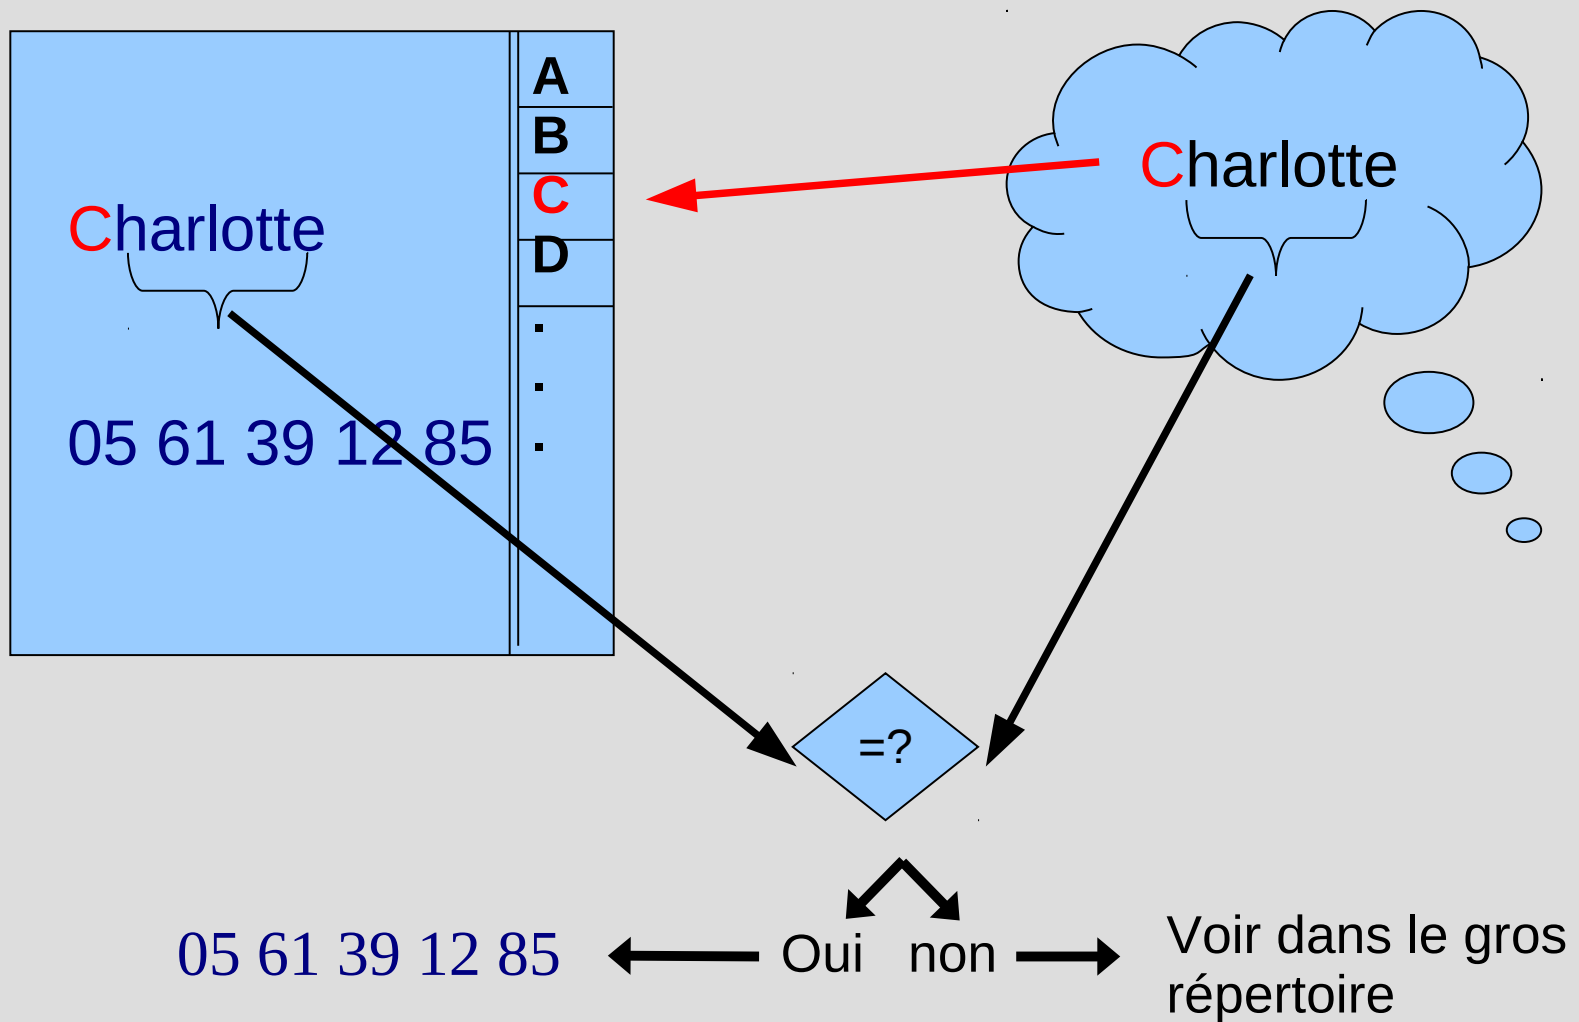 A
B
C
D
.
.
.
Charlotte
05 61 39 12 85
Charlotte
=?
Oui non
05 61 39 12 85
Voir dans le gros
répertoire